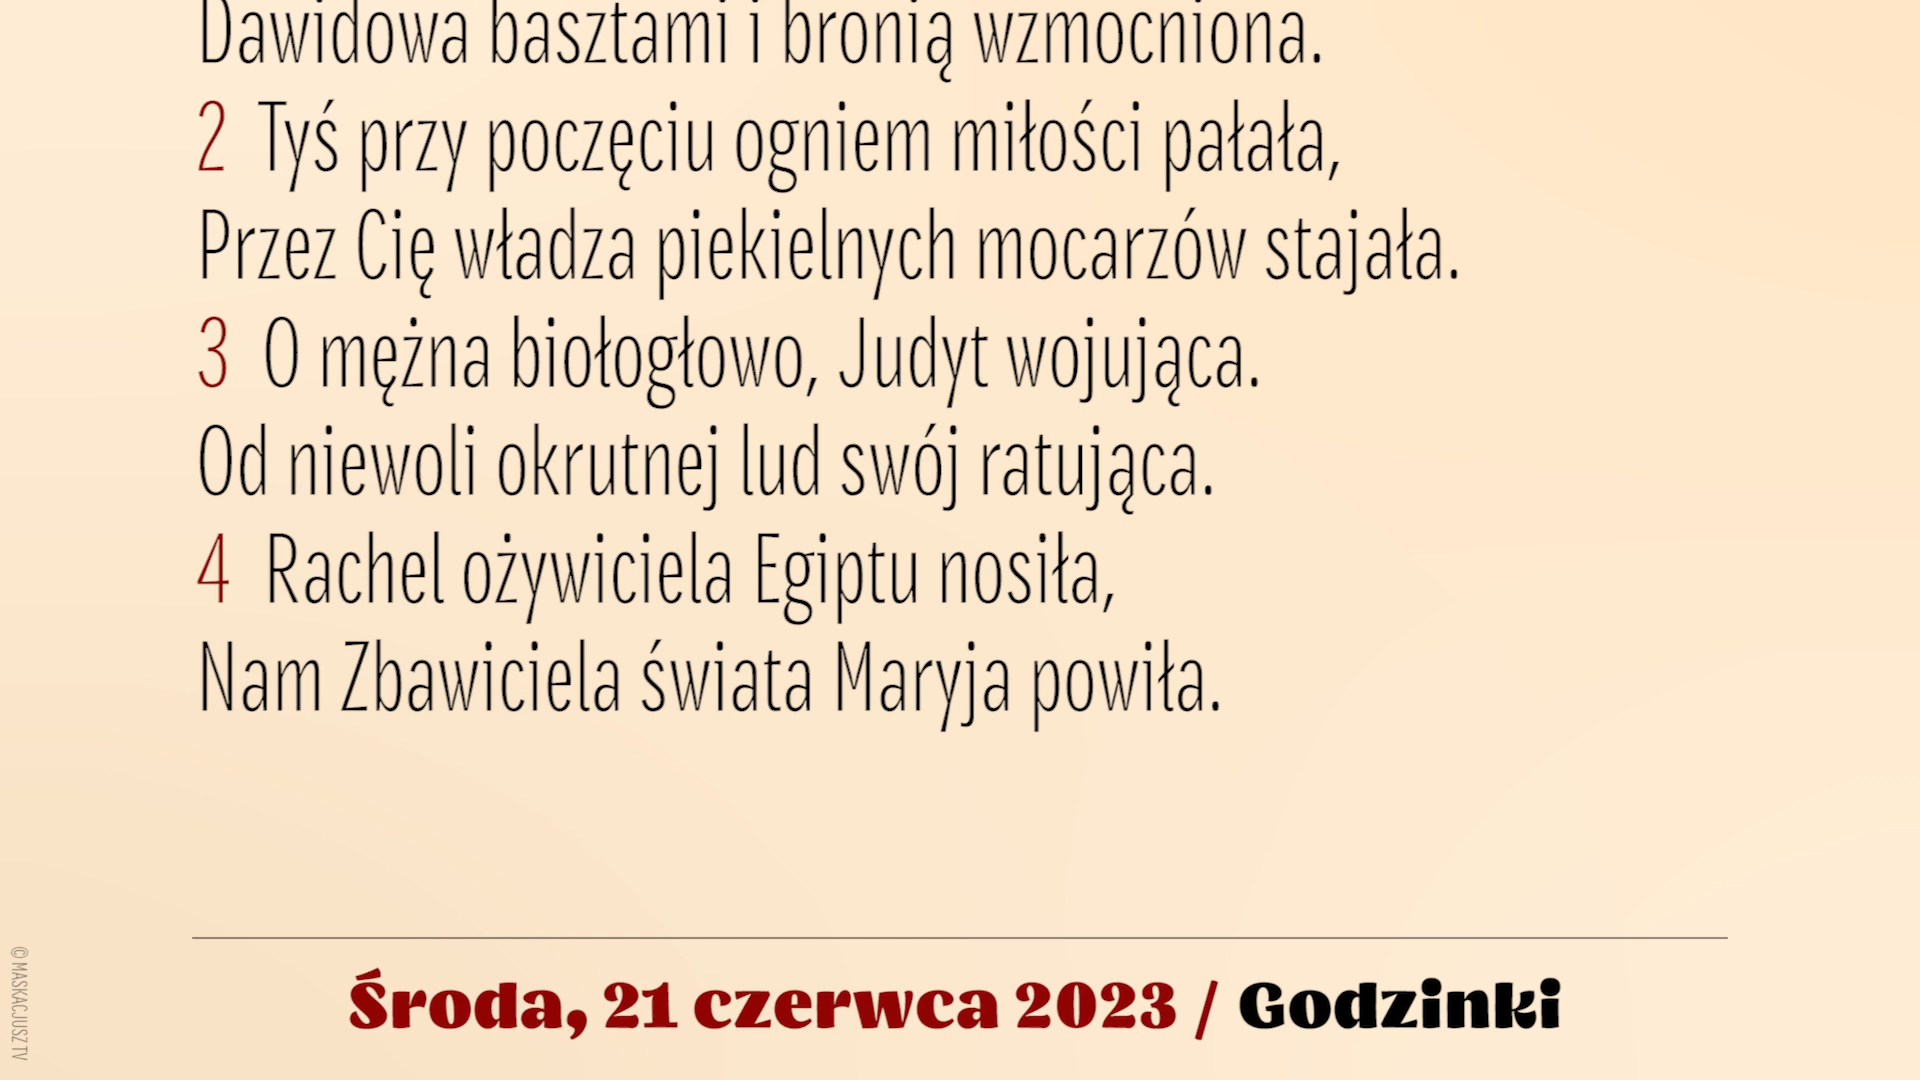 Dawidowa basztami i bronią wzmocniona.
2 Tyś przy poczęciu ogniem miłości pałała,
Przez Cię władza piekielnych mocarzów stajała.
3 O mężna biołogłowo, Judyt wojująca.
Od niewoli okrutnej lud swój ratująca.
4 Rachel ożywiciela Egiptu nosiła,
Nam Zbawiciela świata Maryja powiła.
Środa, 21 czerwca 2023 / Godzinki
© MASKACJUSZ TV